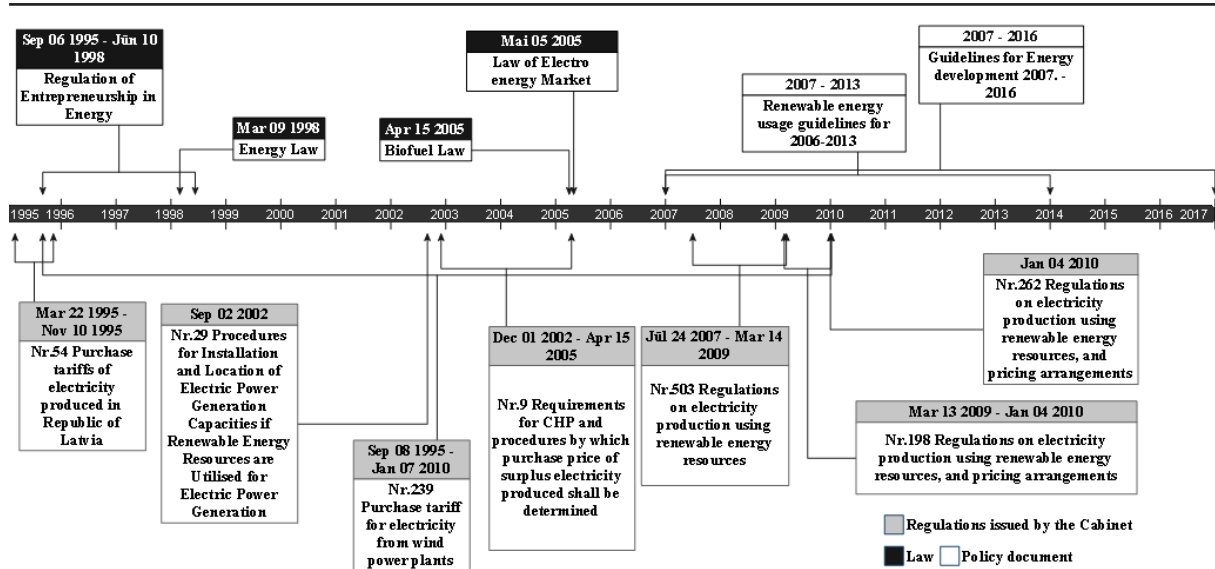 Sep 06 1995 - Jün 10
1998
Regulation of
Entrepreneurship in
Energy
Mar 09 1998
Energy Law
Apr 15 2005
Biofuel Law
Mai 05 2005
Law of Electro
energy Market
2007 - 2013
Renewable energy
usage guidelines for
2006-2013
2007 - 2016
Guidelines for Energy
development 2007. -
2016
1995 1996 1997 1998 1999 2000 2001 2002 2003 2004 2005 2006 2007 2008 2009 2010 2011 2012 2013 2014 2015 2016 2017
Mar 22 1995 -
Nov 10 1995
Nr.54 Purchase
tariffs of
electricity
produced in
Republic of
Latvia
Sep 02 2002
Nr.29 Procedures
for Installation
and Location of
Electric Power
Generation
Capacities if
Renewable Energy
Resources are
Utilised for
Electric Power
Generation
Sep 08 1995 -
Jan 07 2010
Nr.239
Purchase tariff
for electricity
from wind
power plants
Dec 01 2002 - Apr 15
2005
Nr.9 Requirements
for CHP and
procedures by which
purchase price of
surplus electricity
produced shall be
determined
Jül 24 2007 - Mar 14
2009
Nr.503 Regulations
on electricity
production using
renewable energy
resources
Jan 04 2010
Nr.262 Regulations
on electricity
production using
renewable energy
resources, and
pricing arrangements
Mar 13 2009 - Jan 04 2010
Nr.198 Regulations on electricity
production using renewable energy
resources, and pricing arrangements
Regulations issued by the Cabinet
Law Policy document